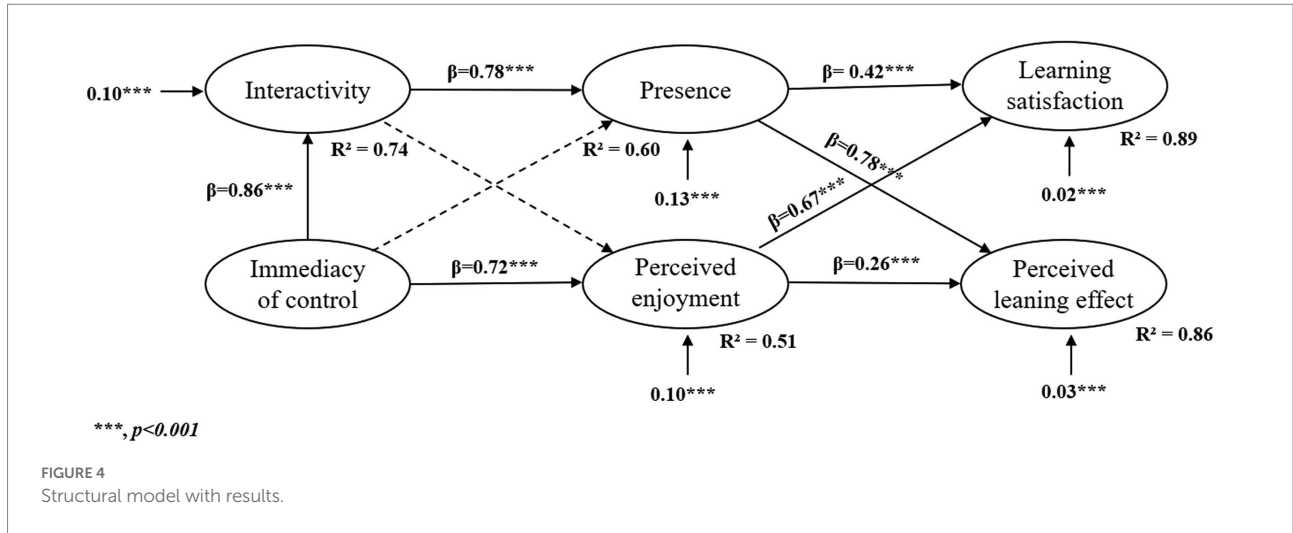 0.10***
Interactivity
β=0.78***
Presence
β= 0.42***
Learning
satisfaction
R² = 0.74
R² = 0.60
R² = 0.89
β=0.86***
0.13***
β=0.78***
β=0.67***
0.02***
Immediacy
of control
β=0.72***
Perceived
enjoyment
β=0.26***
Perceived
leaning effect
R² = 0.51
R² = 0.86
0.10***
0.03***
***, p<0.001
FIGURE 4
Structural model with results.